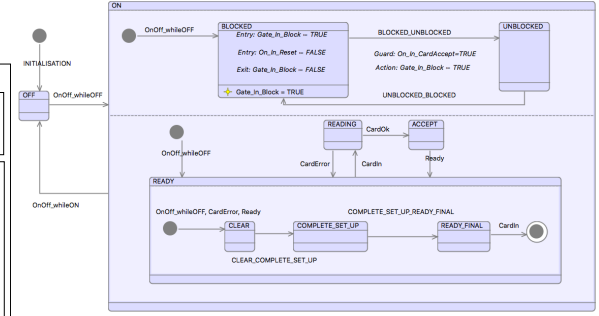 ON
OnOff_whileOFF
BLOCKED
Entry: Gate_In_Block = TRUE
Entry: On_In_Reset = FALSE
Exit: Gate_In_Block = FALSE
Gate_In_Block = TRUE
BLOCKED_UNBLOCKED
Guard: On_In_CardAccept=TRUE
Action: Gate_In_Block = TRUE
UNBLOCKED_BLOCKED
UNBLOCKED
INITIALISATION
OFF
OnOff_whileOFF
OnOff_whileON
OnOff_whileOFF
READING
CardOk
ACCEPT
CardError
CardIn
Ready
READY
OnOff_whileOFF, CardError, Ready
COMPLETE_SET_UP_READY_FINAL
CLEAR
COMPLETE_SET_UP
READY_FINAL
CardIn
CLEAR_COMPLETE_SET_UP